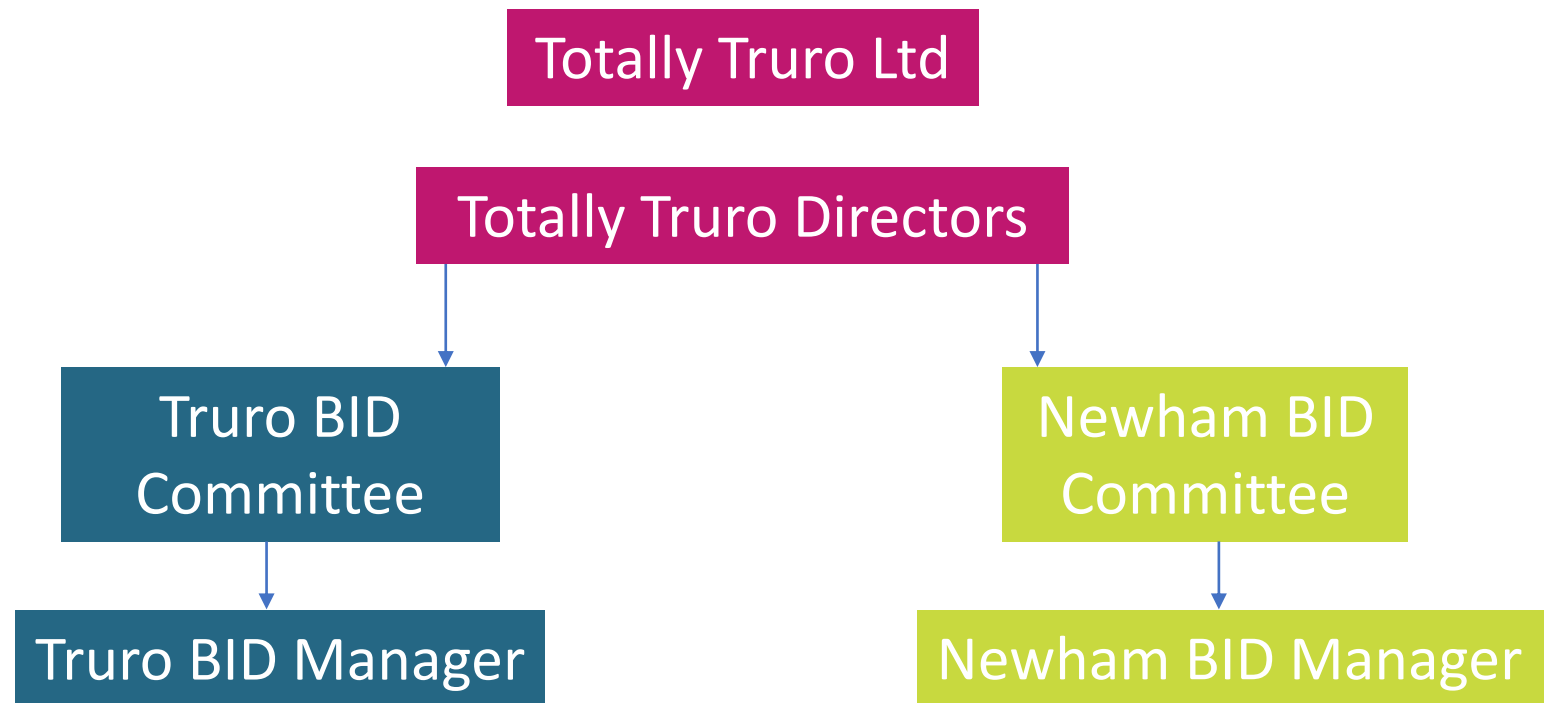 Totally Truro Ltd
Totally Truro Directors
Truro BID
Committee
Newham BID
Committee
Truro BID Manager
Newham BID Manager